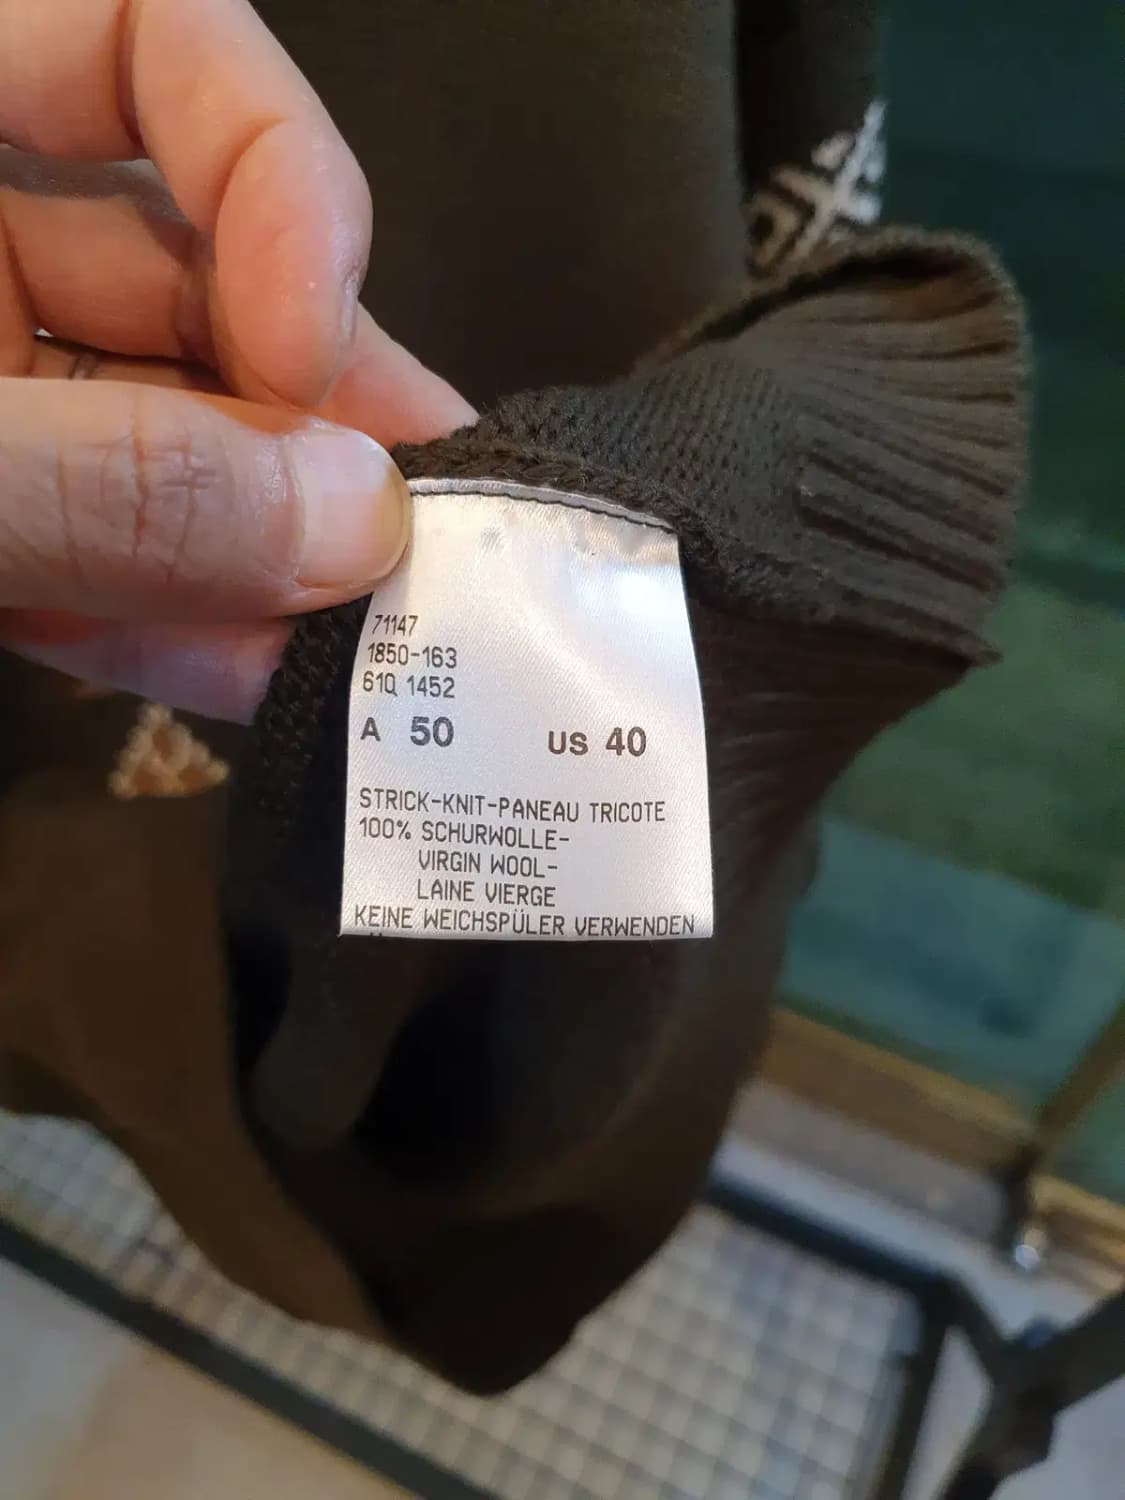 71147
1850-163
61Q 1452
A 50 US 40
STRICK-KNIT-PANEAU TRICOTE
100% SCHURWOLLE-
VIRGIN WOOL-
LAINE VIERGE
KEINE WEICHSPÜLER VERWENDEN